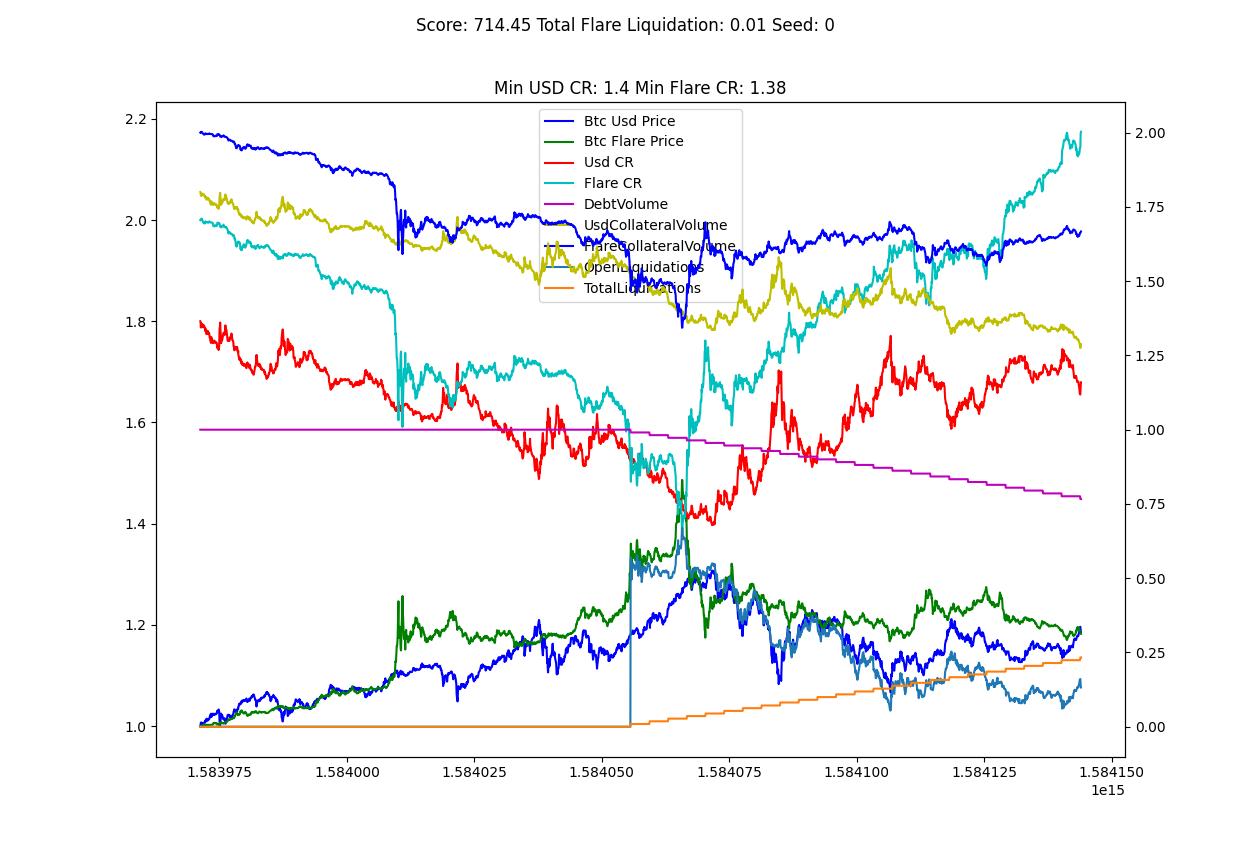 Score: 714.45 Total Flare Liquidation: 0.01 Seed: 0
Min USD CR: 1.4 Min Flare CR: 1.38
Btc Usd Price
Btc Flare Price
Usd CR
Flare CR
DebtVolume
UsdCollateralVolume
FlareCollateralVolume
OpenLiquidations
TotalLiquidations
2.2
2.0
1.8
1.6
1.4
1.2
1.0
2.00
1.75
1.50
1.25
1.00
0.75
0.50
0.25
0.00
1.583975 1.584000 1.584025 1.584050 1.584075 1.584100 1.584125 1.584150
1e15